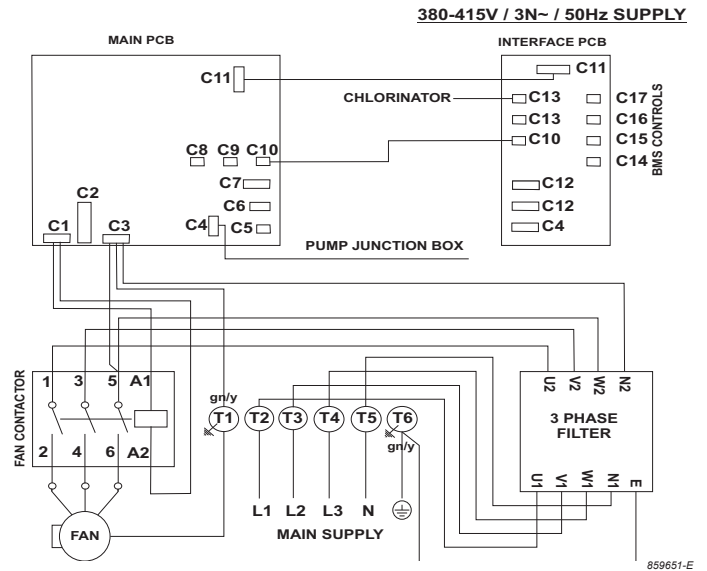 380-415V / 3N~ / 50Hz SUPPLY
MAIN PCB
INTERFACE PCB
C11
C11
CHLORINATOR
C13
C17
C13
C16
C8 C9 C10
C10
C15
C14
BMS CONTROLS
C7
C12
C2
C6
C12
C1
C3
C4
C5
C4
PUMP JUNCTION BOX
FAN CONTACTOR
1 3 5 A1
U2 V2 W2 N2
gn/y
T1 T2 T3 T4 T5 T6
gn/y
3 PHASE
FILTER
2 4 6 A2
U1 V1 W1 N1 E
L1 L2 L3 N
MAIN SUPPLY
FAN
859651-E